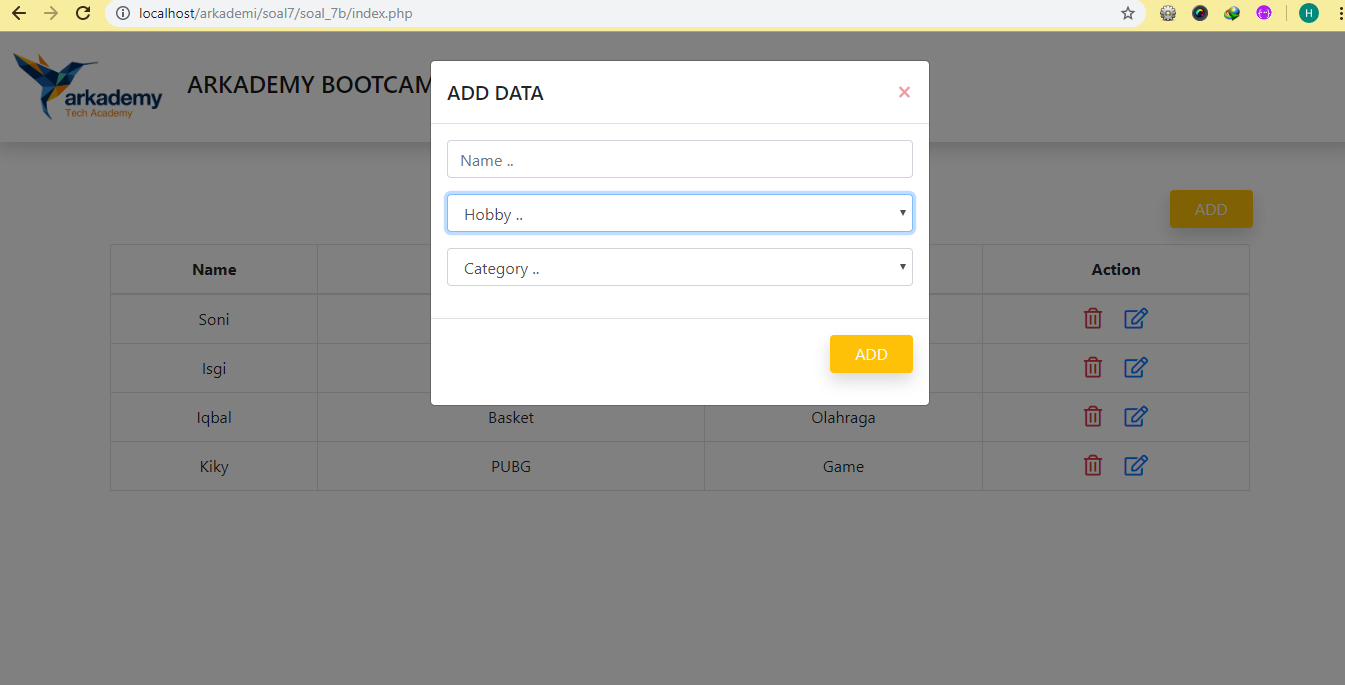 localhost/arkademi/soal7/soal_7b/index.php
H
arkademy
Tech Academy
ARKADEMY BOOTCAM
ADD DATA
×
Name ..
Hobby ..
Category ..
ADD
ADD
Name Action
Soni
Isgi
Iqbal Basket Olahraga
Kiky PUBG Game